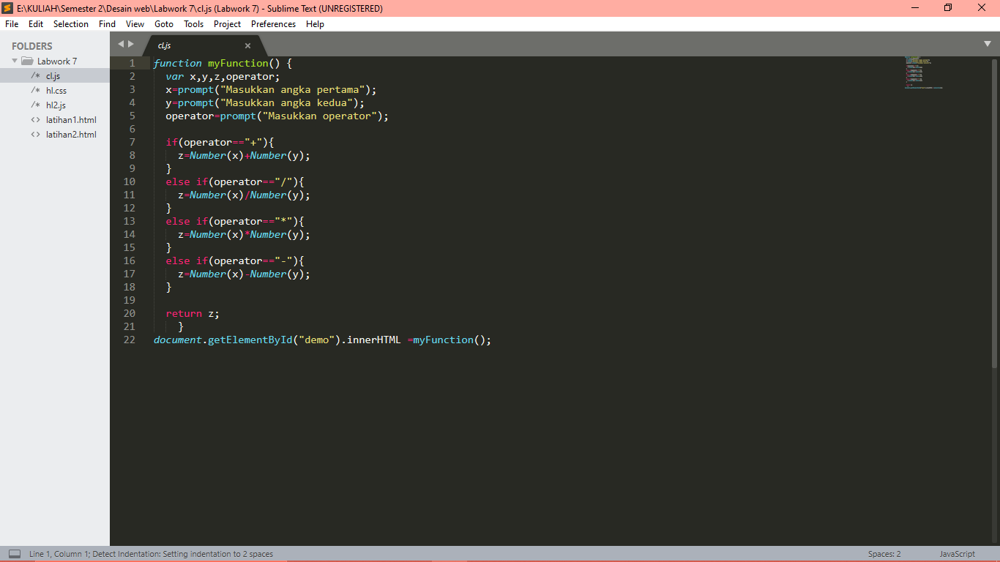 E:\KULIAH\Semester 2\Desain web\Labwork 7\cl.js (Labwork 7) - Sublime Text (UNREGISTERED)
File Edit Selection Find View Goto Tools Project Preferences Help
FOLDERS
Labwork 7
/* cl.js
/* hl.css
/* hl2.js
<> latihan1.html
<> latihan2.html
cl.js
1 function myFunction() {
2   var x,y,z,operator;
3   x=prompt("Masukkan angka pertama");
4   y=prompt("Masukkan angka kedua");
5   operator=prompt("Masukkan operator");
6
7   if(operator=="+"){
8     z=Number(x)+Number(y);
9   }
10   else if(operator=="/"){
11     z=Number(x)/Number(y);
12   }
13   else if(operator=="*"){
14     z=Number(x)*Number(y);
15   }
16   else if(operator=="-"){
17     z=Number(x)-Number(y);
18   }
19
20   return z;
21     }
22 document.getElementById("demo").innerHTML =myFunction();
Line 1, Column 1; Detect Indentation: Setting indentation to 2 spaces
Spaces: 2
JavaScript